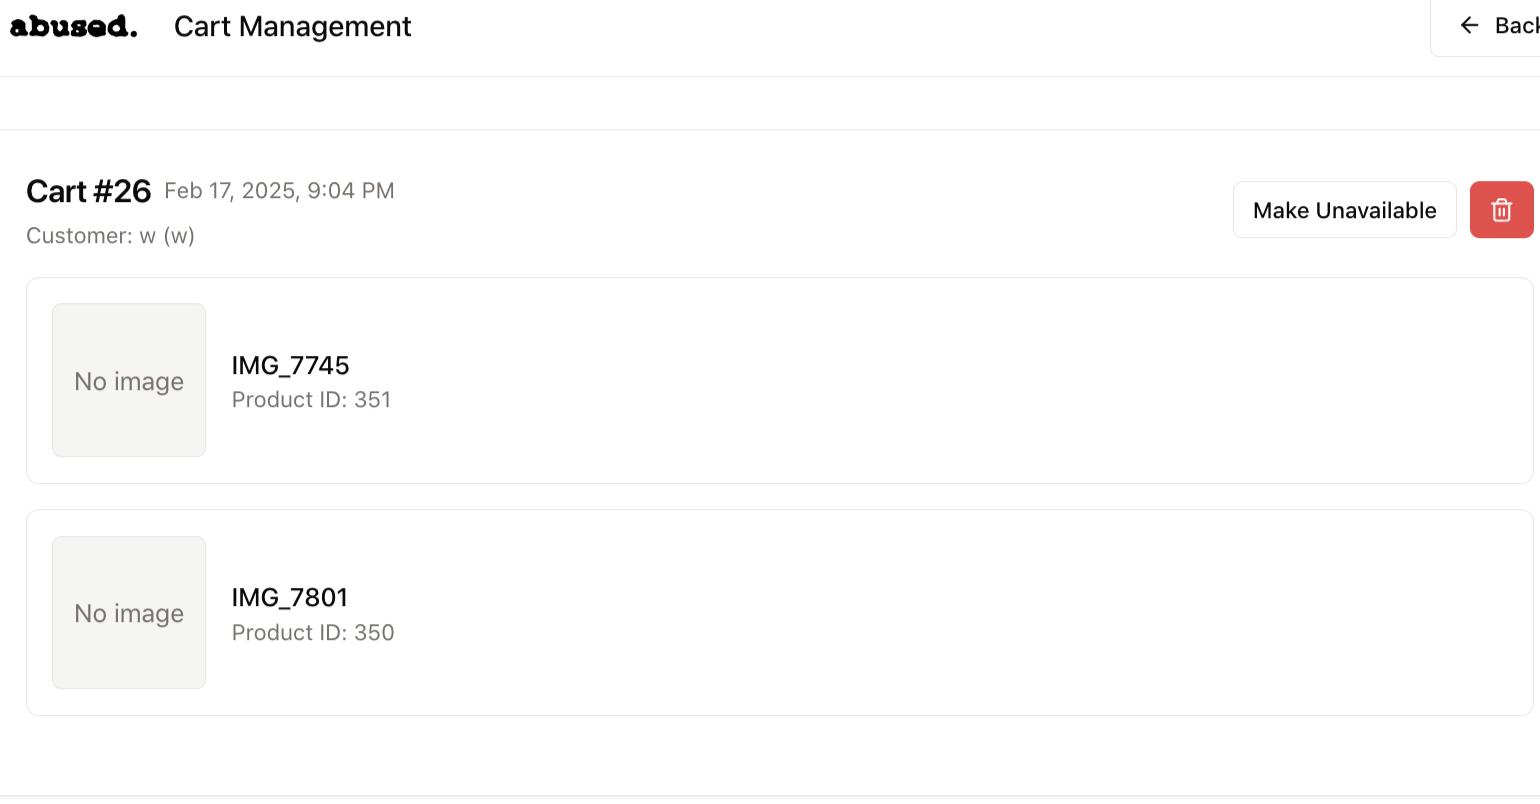 abused. Cart Management
Back
Cart #26 Feb 17, 2025, 9:04 PM
Customer: w (w)
Make Unavailable
No image
IMG_7745
Product ID: 351
No image
IMG_7801
Product ID: 350